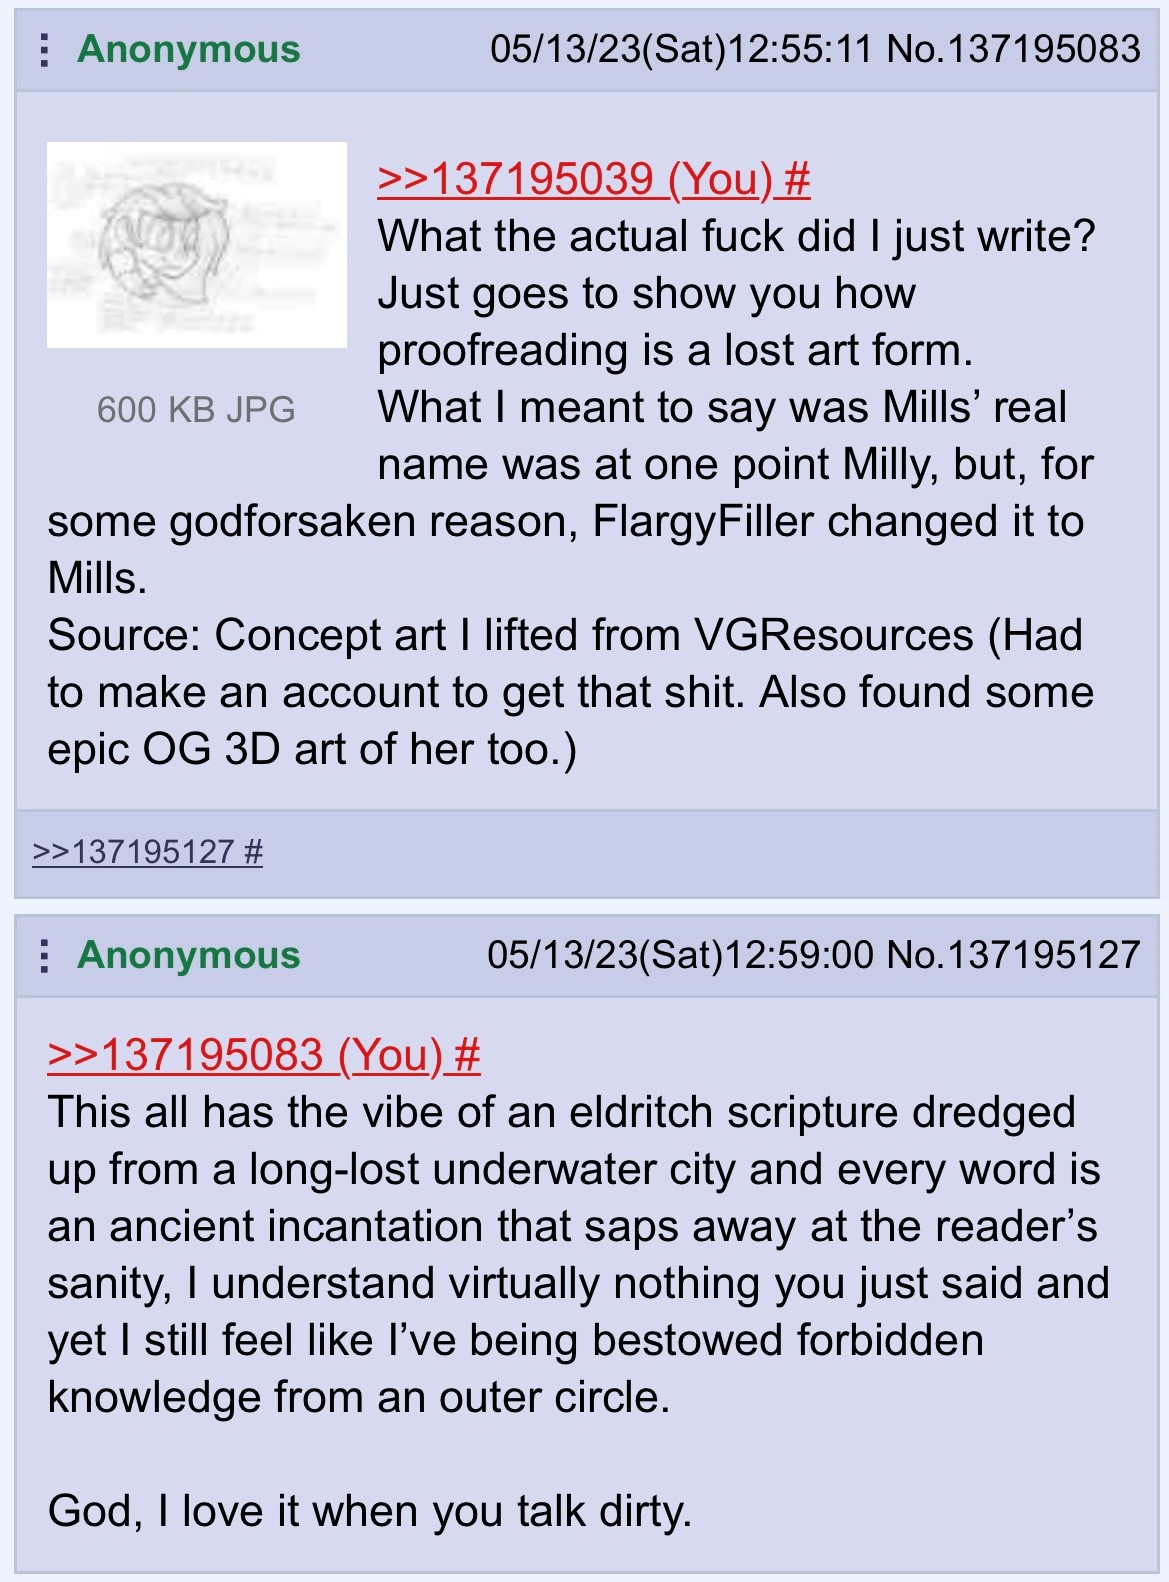 Anonymous 05/13/23(Sat)12:55:11 No.137195083
>>137195039 (You) #
What the actual fuck did I just write?
Just goes to show you how
proofreading is a lost art form.
600 KB JPG
What I meant to say was Mills’ real
name was at one point Milly, but, for
some godforsaken reason, FlargyFiller changed it to
Mills.
Source: Concept art I lifted from VGResources (Had
to make an account to get that shit. Also found some
epic OG 3D art of her too.)
>>137195127 #
Anonymous 05/13/23(Sat)12:59:00 No.137195127
>>137195083 (You) #
This all has the vibe of an eldritch scripture dredged
up from a long-lost underwater city and every word is
an ancient incantation that saps away at the reader’s
sanity, I understand virtually nothing you just said and
yet I still feel like I’ve being bestowed forbidden
knowledge from an outer circle.
God, I love it when you talk dirty.